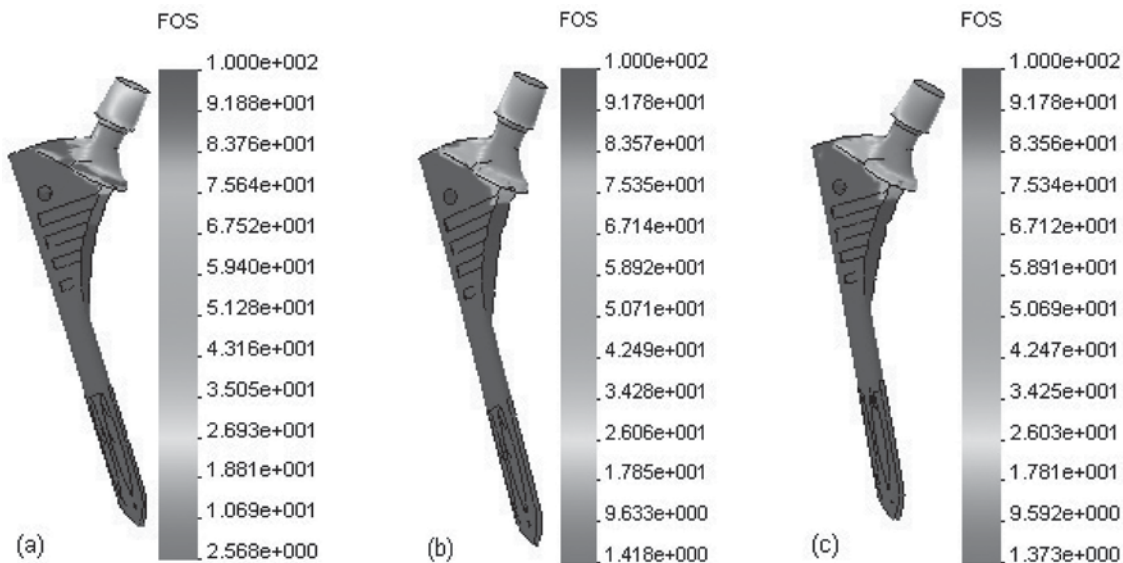 FOS
1.000e+002
9.188e+001
8.376e+001
7.564e+001
6.752e+001
5.940e+001
5.128e+001
4.316e+001
3.505e+001
2.693e+001
1.881e+001
1.069e+001
2.568e+000
(a)
FOS
1.000e+002
9.178e+001
8.357e+001
7.535e+001
6.714e+001
5.892e+001
5.071e+001
4.249e+001
3.428e+001
2.606e+001
1.785e+001
9.633e+000
1.418e+000
(b)
FOS
1.000e+002
9.178e+001
8.356e+001
7.534e+001
6.712e+001
5.891e+001
5.069e+001
4.247e+001
3.425e+001
2.603e+001
1.781e+001
9.592e+000
1.373e+000
(c)